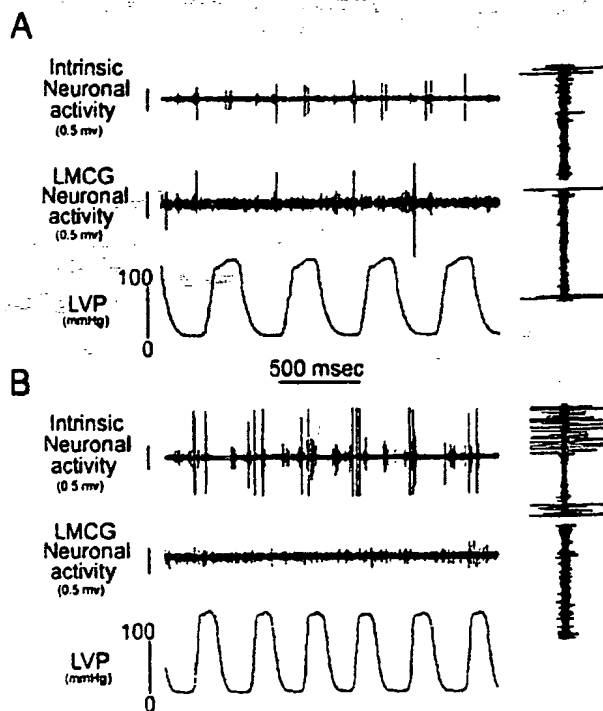 A
Intrinsic
Neuronal
activity
(0.5 mv)
LMCG
Neuronal
activity
(0.5 mv)
100
LVP
(mmHg)
0
500 msec
B
Intrinsic
Neuronal
activity
(0.5 mv)
LMCG
Neuronal
activity
(0.5 mv)
100
LVP
(mmHg)
0